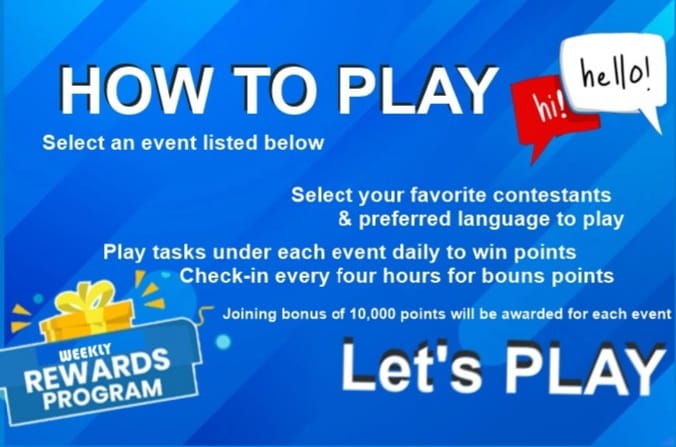 HOW TO PLAY
hi!
hello!
Select an event listed below
Select your favorite contestants
& preferred language to play
Play tasks under each event daily to win points
Check-in every four hours for bouns points
Joining bonus of 10,000 points will be awarded for each event
WEEKLY
REWARDS
PROGRAM
Let's PLAY